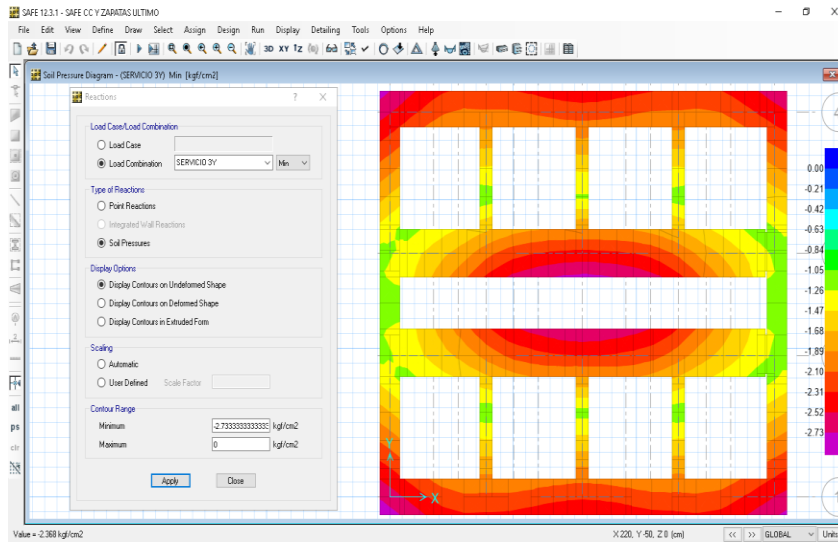 SAFE 12.3.1 - SAFE CC Y ZAPATAS ULTIMO
File Edit View Define Draw Select Assign Design Run Display Detailing Tools Options Help
3D XY
Soil Pressure Diagram - (SERVICIO 3Y) Min [kgf/cm2]
Reactions ? X
Load Case/Load Combination
Load Case
Load Combination SERVICIO 3Y Min
Type of Reactions
Point Reactions
Integrated Wall Reactions
Soil Pressures
Display Options
Display Contours on Undeformed Shape
Display Contours on Deformed Shape
Display Contours in Extruded Form
Scaling
Automatic
User Defined Scale Factor
Contour Range
Minimum -2.7333333333333 kgf/cm2
Maximum 0 kgf/cm2
Apply Close
all
ps
clr
Y
X
4
1
0.00
-0.21
-0.42
-0.63
-0.84
-1.05
-1.26
-1.47
-1.68
-1.89
-2.10
-2.31
-2.52
-2.73
Value = -2.368 kgf/cm2 X 220, Y -50, Z 0 (cm) << >> GLOBAL Units